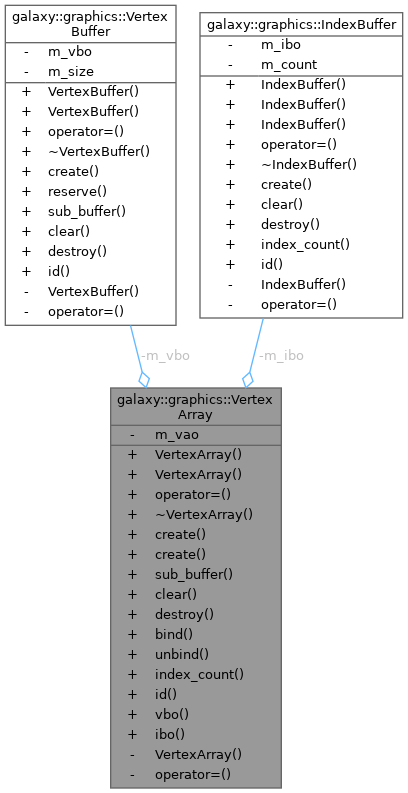 galaxy::graphics::Vertex
Buffer
- m_vbo
- m_size
+ VertexBuffer()
+ VertexBuffer()
+ operator=()
+ ~VertexBuffer()
+ create()
+ reserve()
+ sub_buffer()
+ clear()
+ destroy()
+ id()
- VertexBuffer()
- operator=()
galaxy::graphics::IndexBuffer
- m_ibo
- m_count
+ IndexBuffer()
+ IndexBuffer()
+ IndexBuffer()
+ operator=()
+ ~IndexBuffer()
+ create()
+ clear()
+ destroy()
+ index_count()
+ id()
- IndexBuffer()
- operator=()
-m_vbo
-m_ibo
galaxy::graphics::Vertex
Array
- m_vao
+ VertexArray()
+ VertexArray()
+ operator=()
+ ~VertexArray()
+ create()
+ create()
+ sub_buffer()
+ clear()
+ destroy()
+ bind()
+ unbind()
+ index_count()
+ id()
+ vbo()
+ ibo()
- VertexArray()
- operator=()